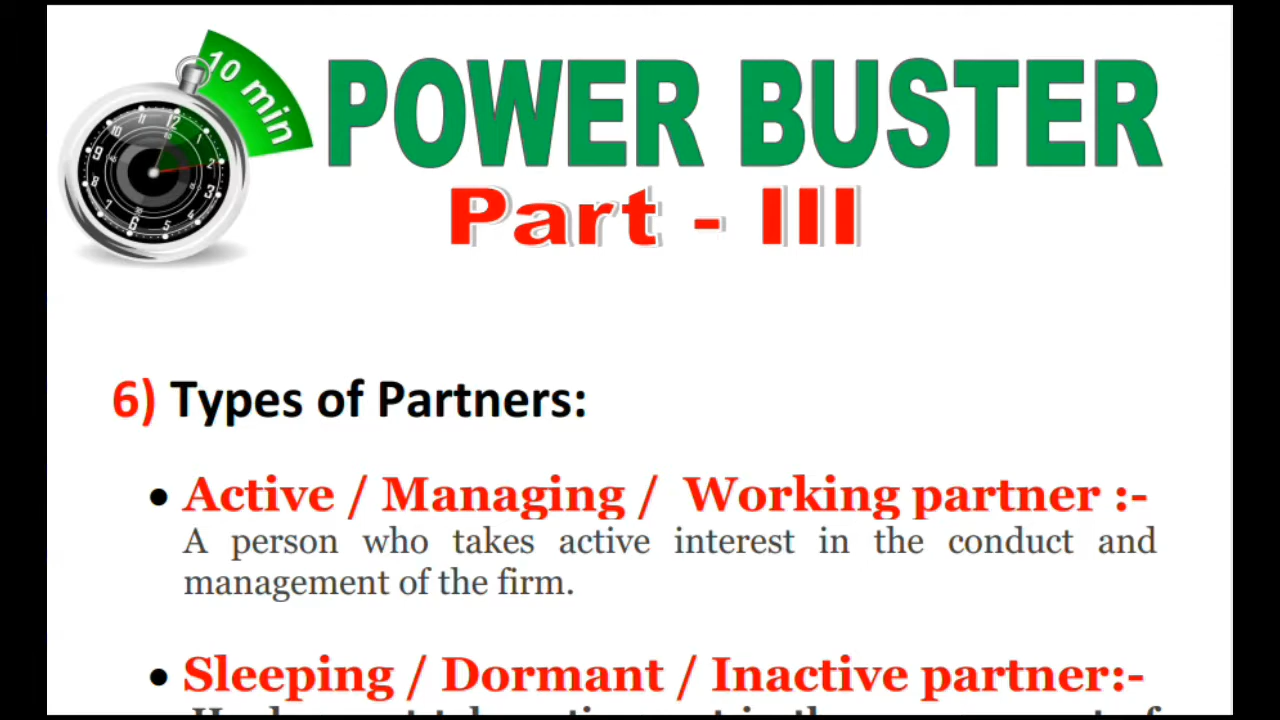 10 min
POWER BUSTER
Part - III
6) Types of Partners:
• Active / Managing / Working partner :-
A person who takes active interest in the conduct and
management of the firm.
• Sleeping / Dormant / Inactive partner:-